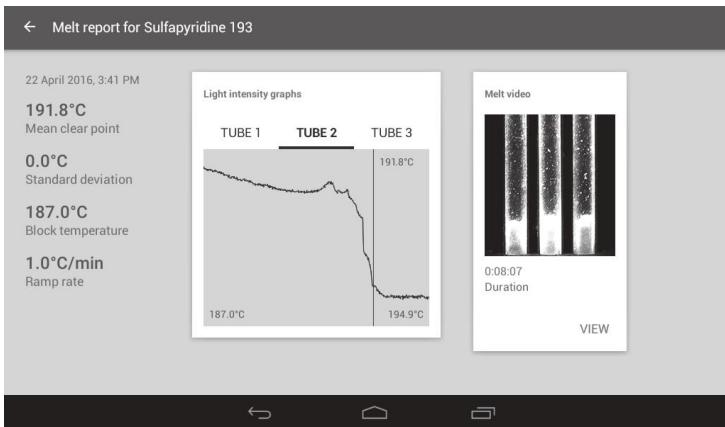 Melt report for Sulfapyridine 193
22 April 2016, 3:41 PM
191.8°C
Mean clear point
0.0°C
Standard deviation
187.0°C
Block temperature
1.0°C/min
Ramp rate
Light intensity graphs
TUBE 1 TUBE 2 TUBE 3
191.8°C
187.0°C 194.9°C
Melt video
0:08:07
Duration
VIEW